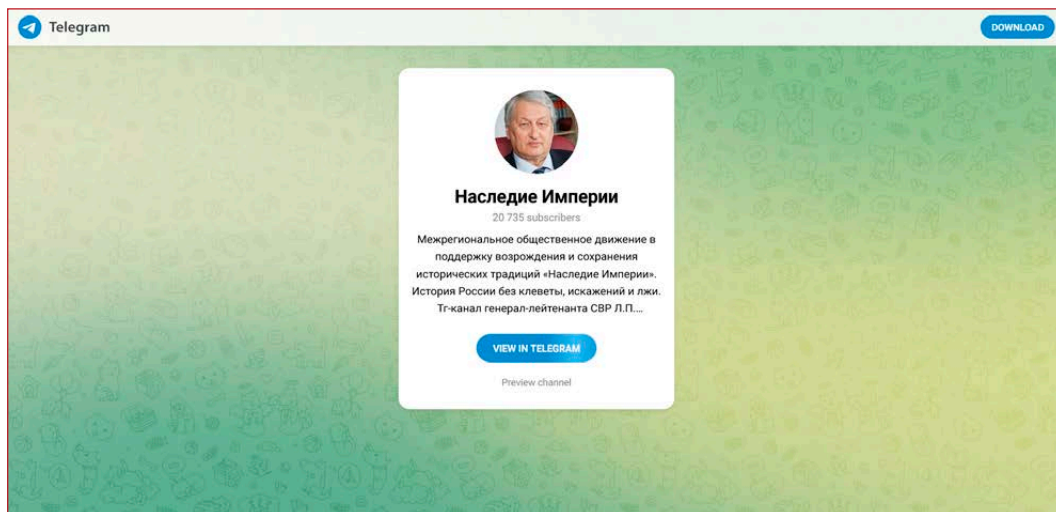 Telegram
DOWNLOAD
Наследие Империи
20 735 subscribers
Межрегиональное общественное движение в
поддержку возрождения и сохранения
исторических традиций «Наследие Империи».
История России без клеветы, искажений и лжи.
Тг-канал генерал-лейтенанта СВР Л.П....
VIEW IN TELEGRAM
Preview channel